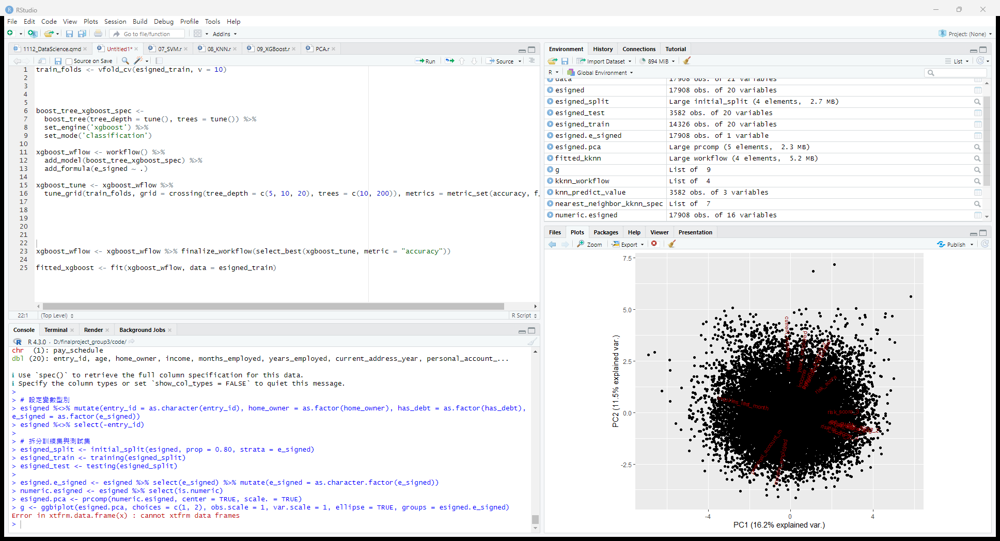 RStudio
File Edit Code View Plots Session Build Debug Profile Tools Help
Go to file/function Addins Project: (None)
1112_DataScience.qmd Untitled1* 07_SVM.r 08_KNN.r 09_XGBoost.r PCA.r
Source on Save Run Source
1 train_folds <- vfold_cv(esigned_train, v = 10)
2
3
4
5
6 boost_tree_xgboost_spec <-
7 boost_tree(tree_depth = tune(), trees = tune()) %>%
8 set_engine('xgboost') %>%
9 set_mode('classification')
10
11 xgboost_wflow <- workflow() %>%
12 add_model(boost_tree_xgboost_spec) %>%
13 add_formula(e_signed ~ .)
14
15 xgboost_tune <- xgboost_wflow %>%
16 tune_grid(train_folds, grid = crossing(tree_depth = c(5, 10, 20), trees = c(10, 200)), metrics = metric_set(accuracy, f_
17
18
19
20
21
22
23 xgboost_wflow <- xgboost_wflow %>% finalize_workflow(select_best(xgboost_tune, metric = "accuracy"))
24
25 fitted_xgboost <- fit(xgboost_wflow, data = esigned_train)
22:1 (Top Level) R Script
Console Terminal Render Background Jobs
R 4.3.0 · D:/finalproject_group3/code/
chr (1): pay_schedule
dbl (20): entry_id, age, home_owner, income, months_employed, years_employed, current_address_year, personal_account_...
i Use `spec()` to retrieve the full column specification for this data.
i Specify the column types or set `show_col_types = FALSE` to quiet this message.
>
> # 設定變數型別
> esigned %<>% mutate(entry_id = as.character(entry_id), home_owner = as.factor(home_owner), has_debt = as.factor(has_debt),
e_signed = as.factor(e_signed))
> esigned %<>% select(-entry_id)
>
> # 拆分訓練集與測試集
> esigned_split <- initial_split(esigned, prop = 0.80, strata = e_signed)
> esigned_train <- training(esigned_split)
> esigned_test <- testing(esigned_split)
>
> esigned.e_signed <- esigned %>% select(e_signed) %>% mutate(e_signed = as.character.factor(e_signed))
> numeric.esigned <- esigned %>% select(is.numeric)
> esigned.pca <- prcomp(numeric.esigned, center = TRUE, scale. = TRUE)
> g <- ggbiplot(esigned.pca, choices = c(1, 2), obs.scale = 1, var.scale = 1, ellipse = TRUE, groups = esigned.e_signed)
Error in xtfrm.data.frame(x) : cannot xtfrm data frames
>
Environment History Connections Tutorial
Import Dataset 894 MiB List
R Global Environment
data 17908 obs. of 21 variables
esigned 17908 obs. of 20 variables
esigned_split Large initial_split (4 elements, 2.7 MB)
esigned_test 3582 obs. of 20 variables
esigned_train 14326 obs. of 20 variables
esigned.e_signed 17908 obs. of 1 variable
esigned.pca Large prcomp (5 elements, 2.3 MB)
fitted_kknn Large workflow (4 elements, 5.2 MB)
g List of 9
kknn_workflow List of 4
knn_predict_value 3582 obs. of 3 variables
nearest_neighbor_kknn_spec List of 7
numeric.esigned 17908 obs. of 16 variables
Files Plots Packages Help Viewer Presentation
Zoom Export Publish
7.5
5.0
2.5
0.0
-2.5
PC2 (11.5% explained var.)
income
risk_score
risk_score_3
-4 0 4
PC1 (16.2% explained var.)